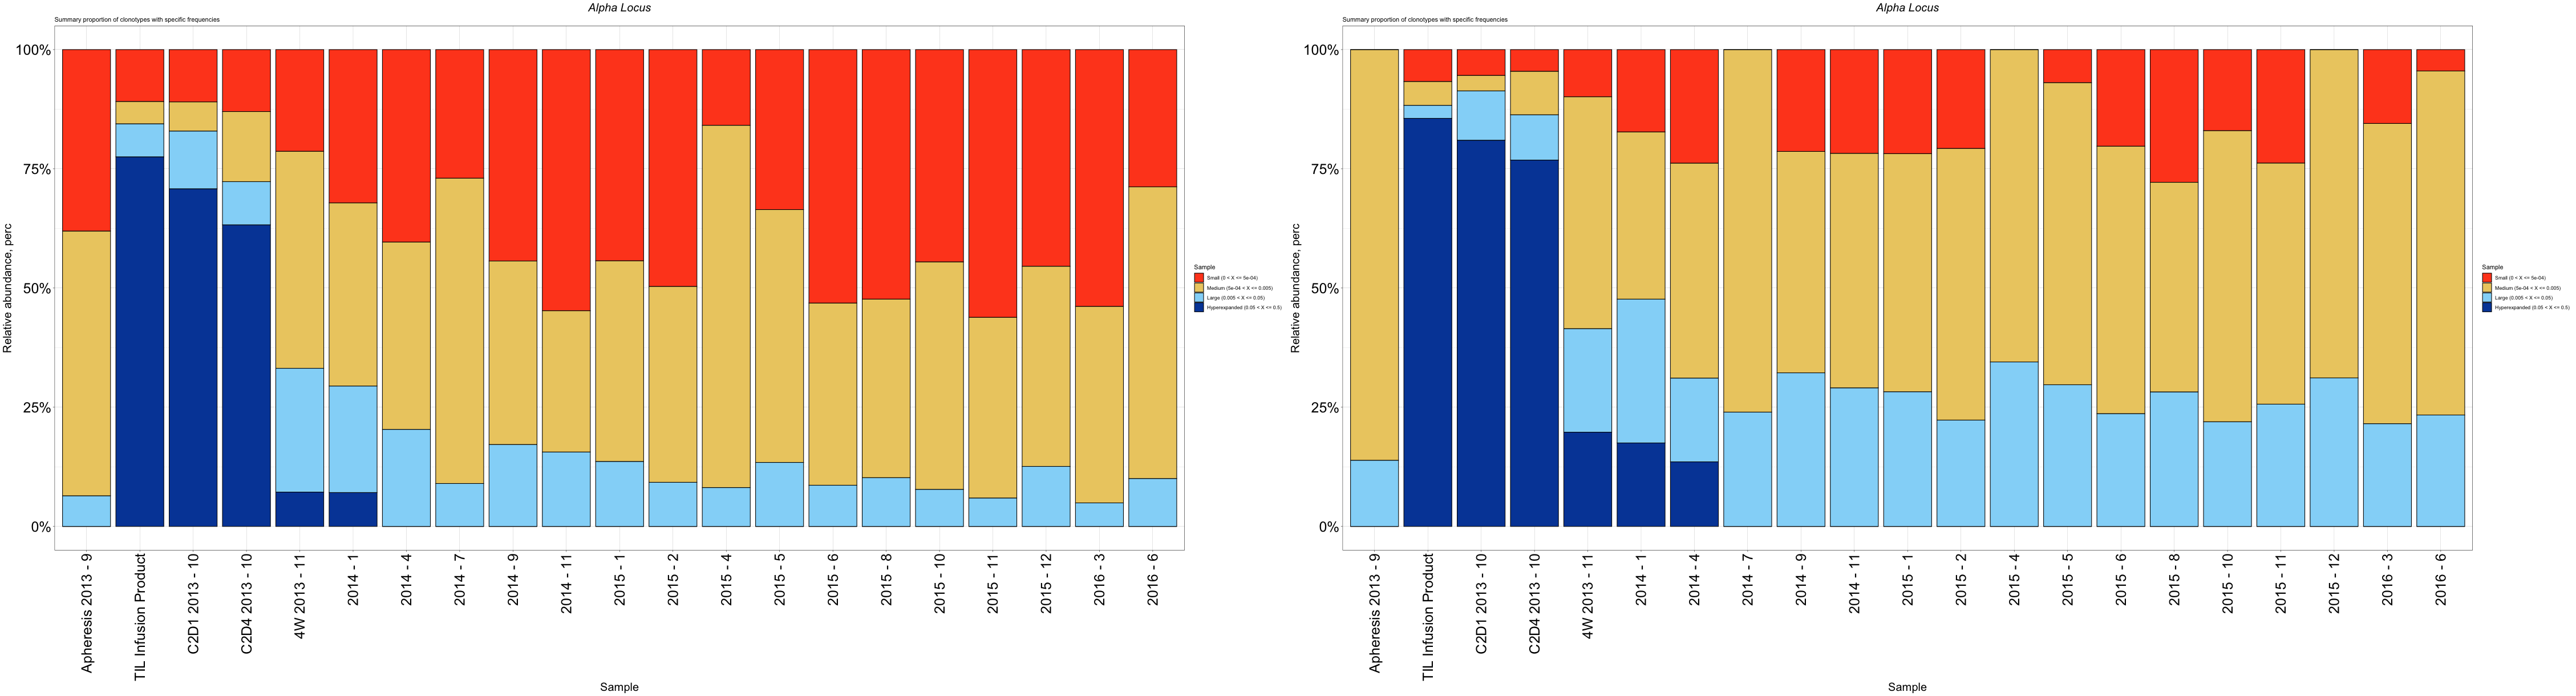 Alpha Locus
Summary proportion of clonotypes with specific frequencies
100%
75%
50%
25%
0%
Relative abundance, perc
Apheresis 2013 - 9
TIL Infusion Product
C2D1 2013 - 10
C2D4 2013 - 10
4W 2013 - 11
2014 - 1
2014 - 4
2014 - 7
2014 - 9
2014 - 11
2015 - 1
2015 - 2
2015 - 4
2015 - 5
2015 - 6
2015 - 8
2015 - 10
2015 - 11
2015 - 12
2016 - 3
2016 - 6
Sample
Sample
Small (0 < X <= 5e-04)
Medium (5e-04 < X <= 0.005)
Large (0.005 < X <= 0.05)
Hyperexpanded (0.05 < X <= 0.5)
Alpha Locus
Summary proportion of clonotypes with specific frequencies
100%
75%
50%
25%
0%
Relative abundance, perc
Apheresis 2013 - 9
TIL Infusion Product
C2D1 2013 - 10
C2D4 2013 - 10
4W 2013 - 11
2014 - 1
2014 - 4
2014 - 7
2014 - 9
2014 - 11
2015 - 1
2015 - 2
2015 - 4
2015 - 5
2015 - 6
2015 - 8
2015 - 10
2015 - 11
2015 - 12
2016 - 3
2016 - 6
Sample
Sample
Small (0 < X <= 5e-04)
Medium (5e-04 < X <= 0.005)
Large (0.005 < X <= 0.05)
Hyperexpanded (0.05 < X <= 0.5)